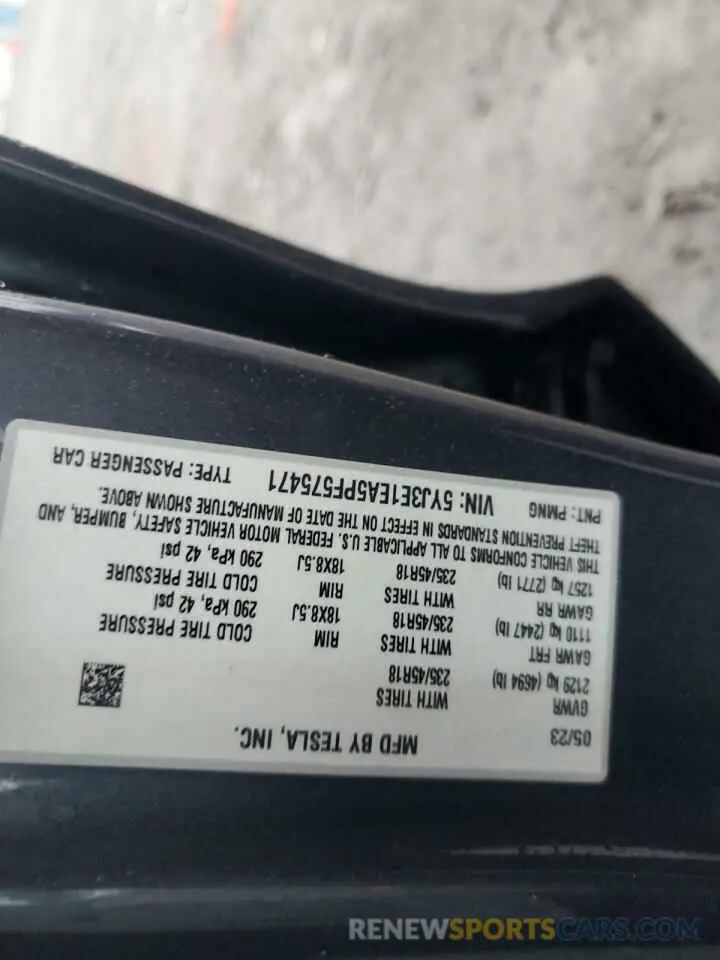 MFD BY TESLA, INC.
05/23
GVWR
2129 kg (4694 lb)
WITH TIRES
235/45R18
GAWR FRT
1110 kg (2447 lb)
WITH TIRES
235/45R18
RIM
18X8.5J
COLD TIRE PRESSURE
290 kPa, 42 psi
GAWR RR
1257 kg (2771 lb)
WITH TIRES
235/45R18
RIM
18X8.5J
COLD TIRE PRESSURE
290 kPa, 42 psi
THIS VEHICLE CONFORMS TO ALL APPLICABLE U.S. FEDERAL MOTOR VEHICLE SAFETY, BUMPER, AND
THEFT PREVENTION STANDARDS IN EFFECT ON THE DATE OF MANUFACTURE SHOWN ABOVE.
PNT: PMNG VIN: 5YJ3E1EA5PF575471 TYPE: PASSENGER CAR
RENEWSPORTSCARS.COM